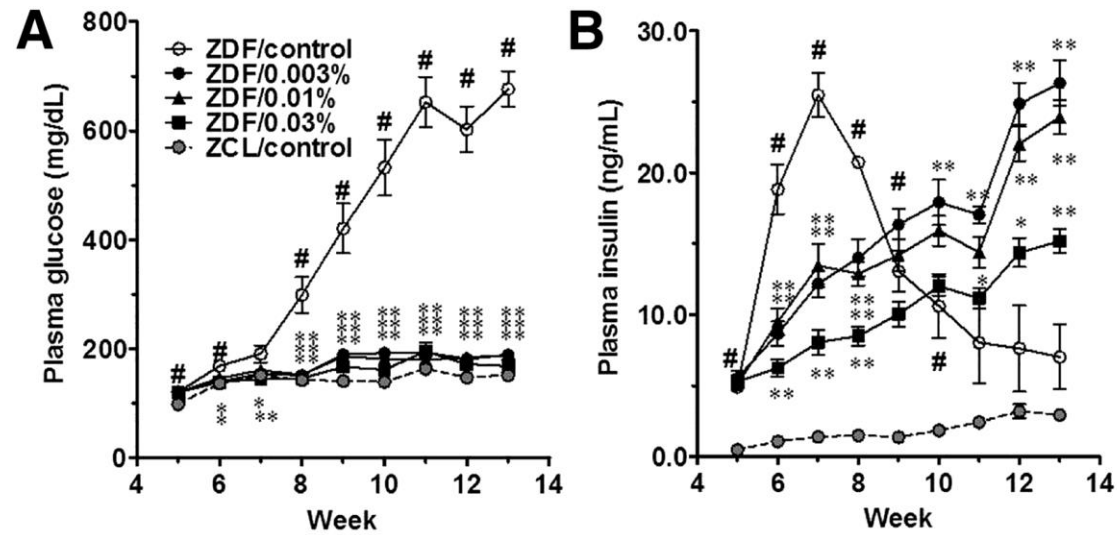 A
Plasma glucose (mg/dL)
800
600
400
200
0
ZDF/control
ZDF/0.003%
ZDF/0.01%
ZDF/0.03%
ZCL/control
# # # # # # # # #
4 6 8 10 12 14
Week
B
Plasma insulin (ng/mL)
30.0
20.0
10.0
0.0
# # # # # #
** ** ** **
4 6 8 10 12 14
Week